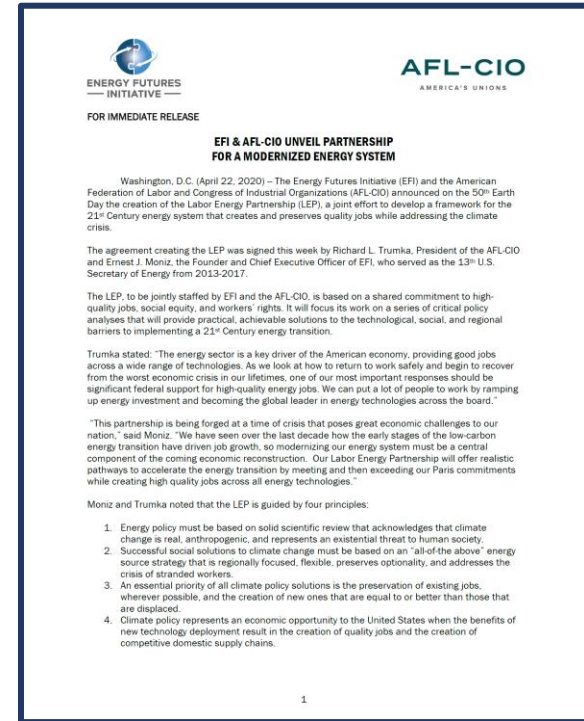 ENERGY FUTURES
INITIATIVE
AFL-CIO
AMERICA'S UNIONS
FOR IMMEDIATE RELEASE
EFI & AFL-CIO UNVEIL PARTNERSHIP
FOR A MODERNIZED ENERGY SYSTEM
Washington, D.C. (April 22, 2020) – The Energy Futures Initiative (EFI) and the American
Federation of Labor and Congress of Industrial Organizations (AFL-CIO) announced on the 50th Earth
Day the creation of the Labor Energy Partnership (LEP), a joint effort to develop a framework for the
21st Century energy system that creates and preserves quality jobs while addressing the climate
crisis.
The agreement creating the LEP was signed this week by Richard L. Trumka, President of the AFL-CIO
and Ernest J. Moniz, the Founder and Chief Executive Officer of EFI, who served as the 13th U.S.
Secretary of Energy from 2013-2017.
The LEP, to be jointly staffed by EFI and the AFL-CIO, is based on a shared commitment to high-
quality jobs, social equity, and workers' rights. It will focus its work on a series of critical policy
analyses that will provide practical, achievable solutions to the technological, social, and regional
barriers to implementing a 21st Century energy transition.
Trumka stated: "The energy sector is a key driver of the American economy, providing good jobs
across a wide range of technologies. As we look at how to return to work safely and begin to recover
from the worst economic crisis in our lifetimes, one of our most important responses should be
significant federal support for high-quality energy jobs. We can put a lot of people to work by ramping
up energy investment and becoming the global leader in energy technologies across the board."
"This partnership is being forged at a time of crisis that poses great economic challenges to our
nation," said Moniz. "We have seen over the last decade how the early stages of the low-carbon
energy transition have driven job growth, so modernizing our energy system must be a central
component of the coming economic reconstruction. Our Labor Energy Partnership will offer realistic
pathways to accelerate the energy transition by meeting and then exceeding our Paris commitments
while creating high quality jobs across all energy technologies."
Moniz and Trumka noted that the LEP is guided by four principles:
1. Energy policy must be based on solid scientific review that acknowledges that climate
change is real, anthropogenic, and represents an existential threat to human society.
2. Successful social solutions to climate change must be based on an "all-of-the above" energy
source strategy that is regionally focused, flexible, preserves optionality, and addresses the
crisis of stranded workers.
3. An essential priority of all climate policy solutions is the preservation of existing jobs,
wherever possible, and the creation of new ones that are equal to or better than those that
are displaced.
4. Climate policy represents an economic opportunity to the United States when the benefits of
new technology deployment result in the creation of quality jobs and the creation of
competitive domestic supply chains.
1